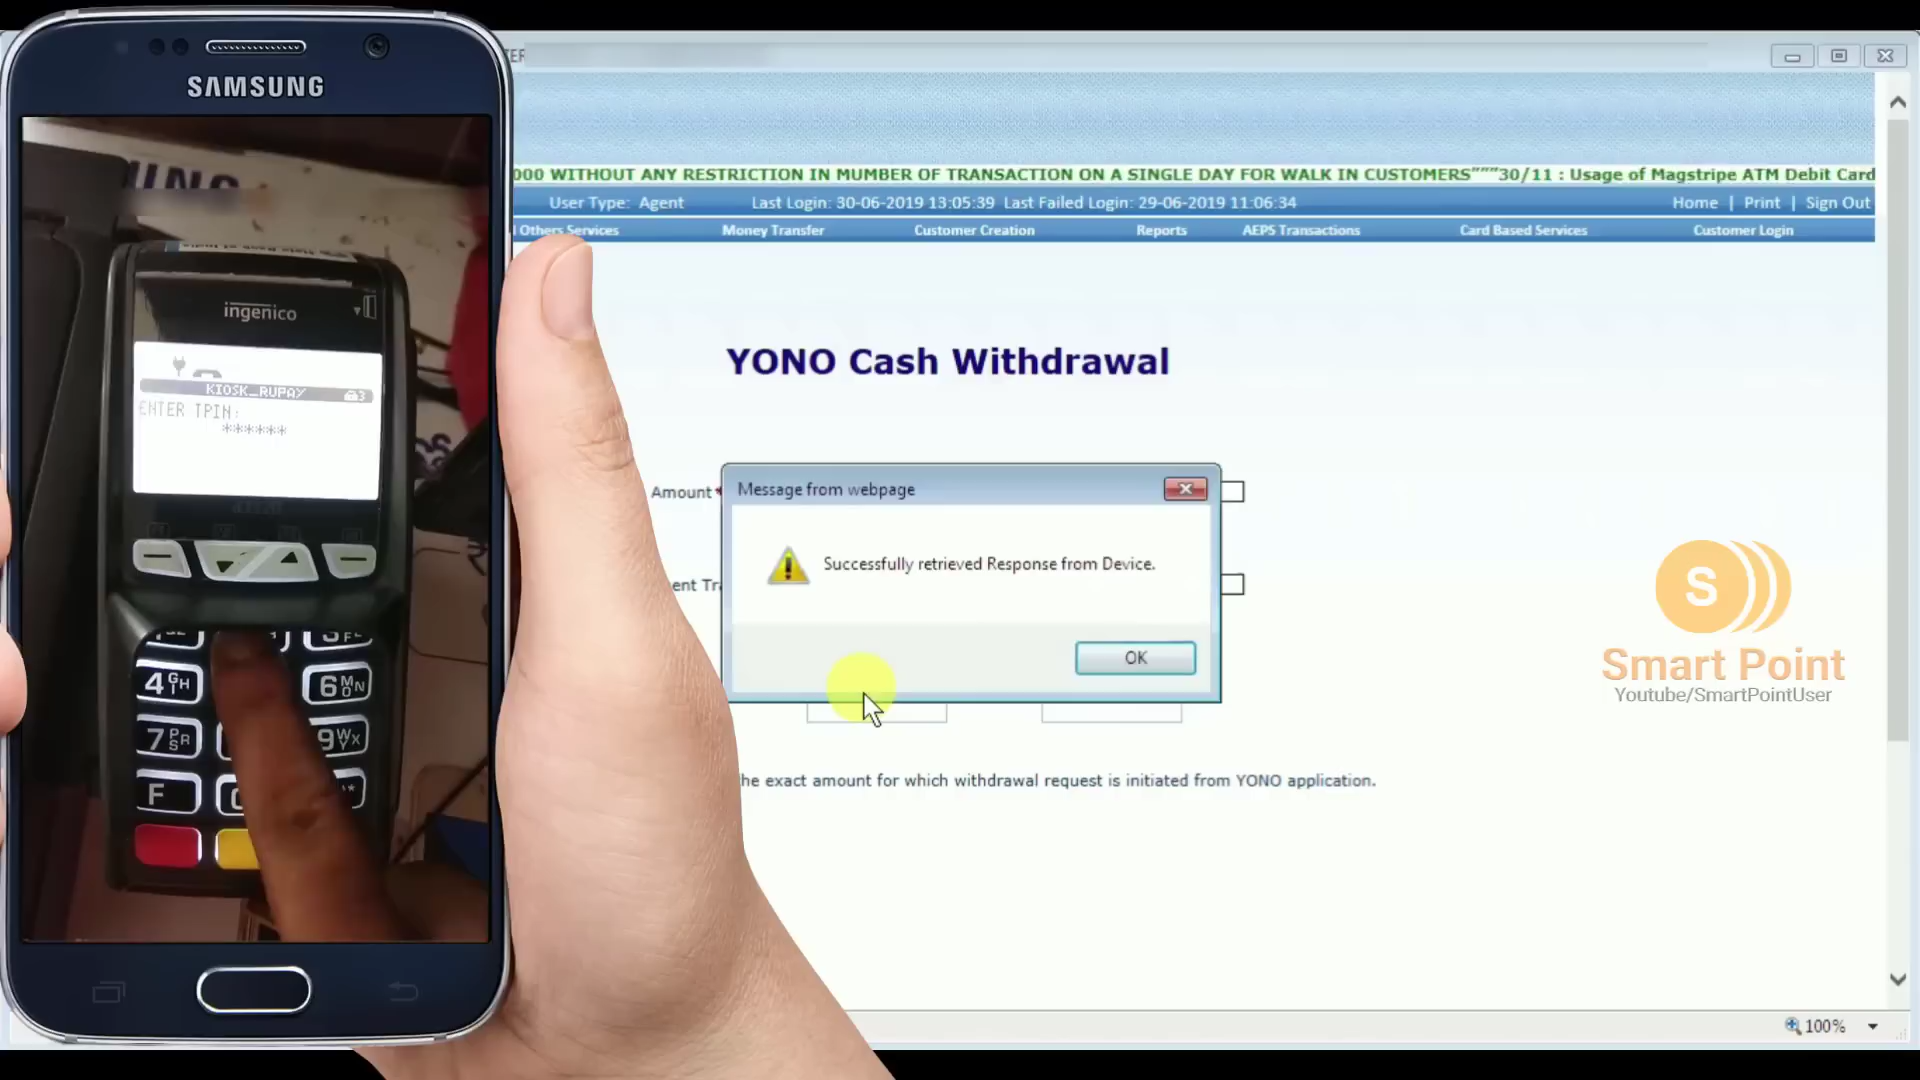 SAMSUNG
ingenico
KIOSK_RUPAY
3
ENTER TPIN:
******
4GHI
6MNO
7PRS
9WXY
F
000 WITHOUT ANY RESTRICTION IN MUMBER OF TRANSACTION ON A SINGLE DAY FOR WALK IN CUSTOMERS"""30/11 : Usage of Magstripe ATM Debit Card
User Type: Agent Last Login: 30-06-2019 13:05:39 Last Failed Login: 29-06-2019 11:06:34 Home | Print | Sign Out
Others Services Money Transfer Customer Creation Reports AEPS Transactions Card Based Services Customer Login
YONO Cash Withdrawal
Amount *
Message from webpage
Successfully retrieved Response from Device.
OK
he exact amount for which withdrawal request is initiated from YONO application.
S
Smart Point
Youtube/SmartPointUser
100%